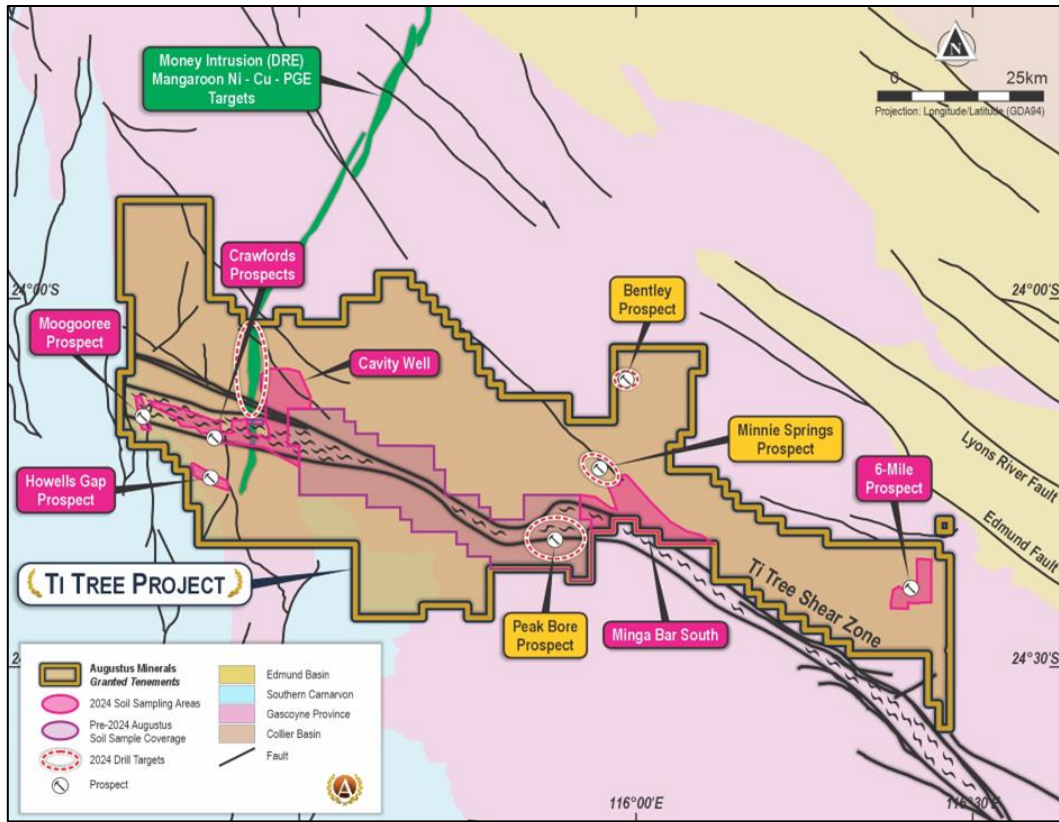 Money Intrusion (DRE)
Mangaroon Ni - Cu - PGE
Targets
N
0 25km
Projection: Longitude/Latitude (GDA94)
Crawfords
Prospects
24°00'S
24°00'S
Bentley
Prospect
Moogooree
Prospect
Cavity Well
Minnie Springs
Prospect
Lyons River Fault
6-Mile
Prospect
Howells Gap
Prospect
Edmund Fault
TI TREE PROJECT
Ti Tree Shear Zone
Peak Bore
Prospect
Minga Bar South
24°30'S
Augustus Minerals
Granted Tenements
2024 Soil Sampling Areas
Pre-2024 Augustus
Soil Sample Coverage
2024 Drill Targets
Prospect
Edmund Basin
Southern Carnarvon
Gascoyne Province
Collier Basin
Fault
A
116°00'E
116°30'E